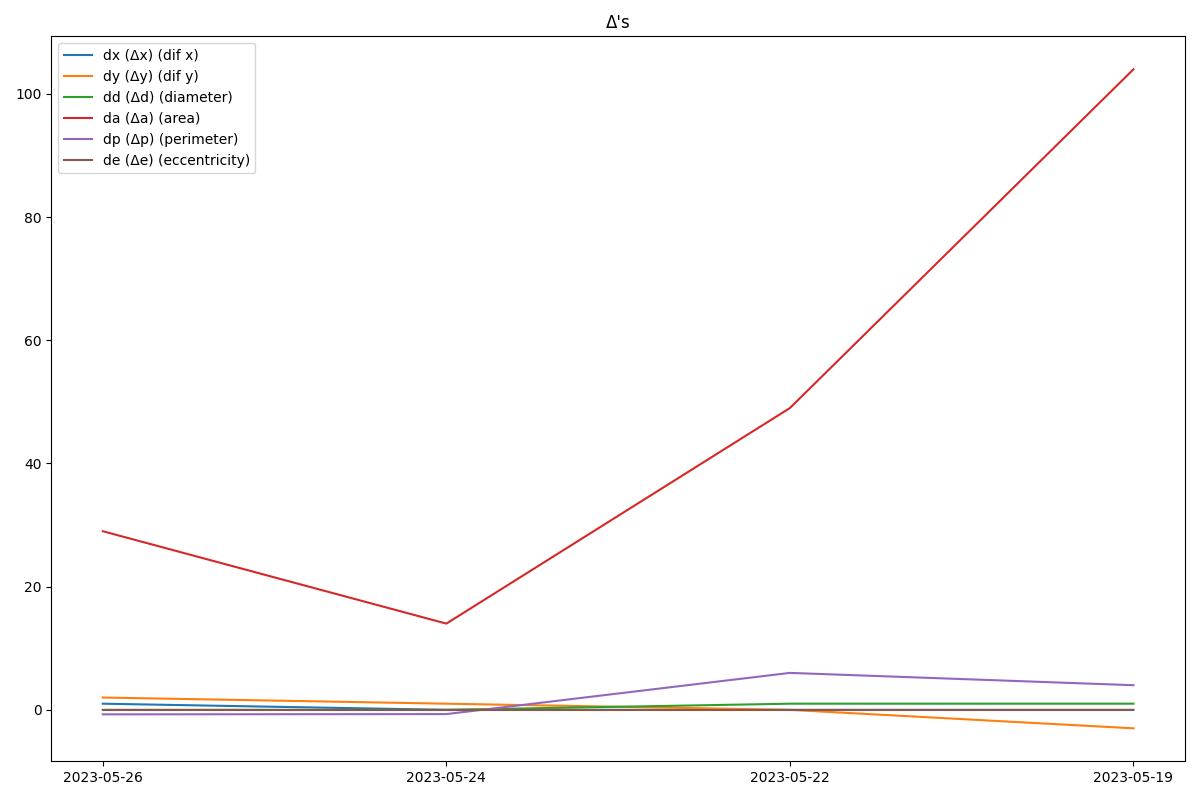 Δ's
dx (Δx) (dif x)
dy (Δy) (dif y)
dd (Δd) (diameter)
da (Δa) (area)
dp (Δp) (perimeter)
de (Δe) (eccentricity)
100
80
60
40
20
0
2023-05-26 2023-05-24 2023-05-22 2023-05-19